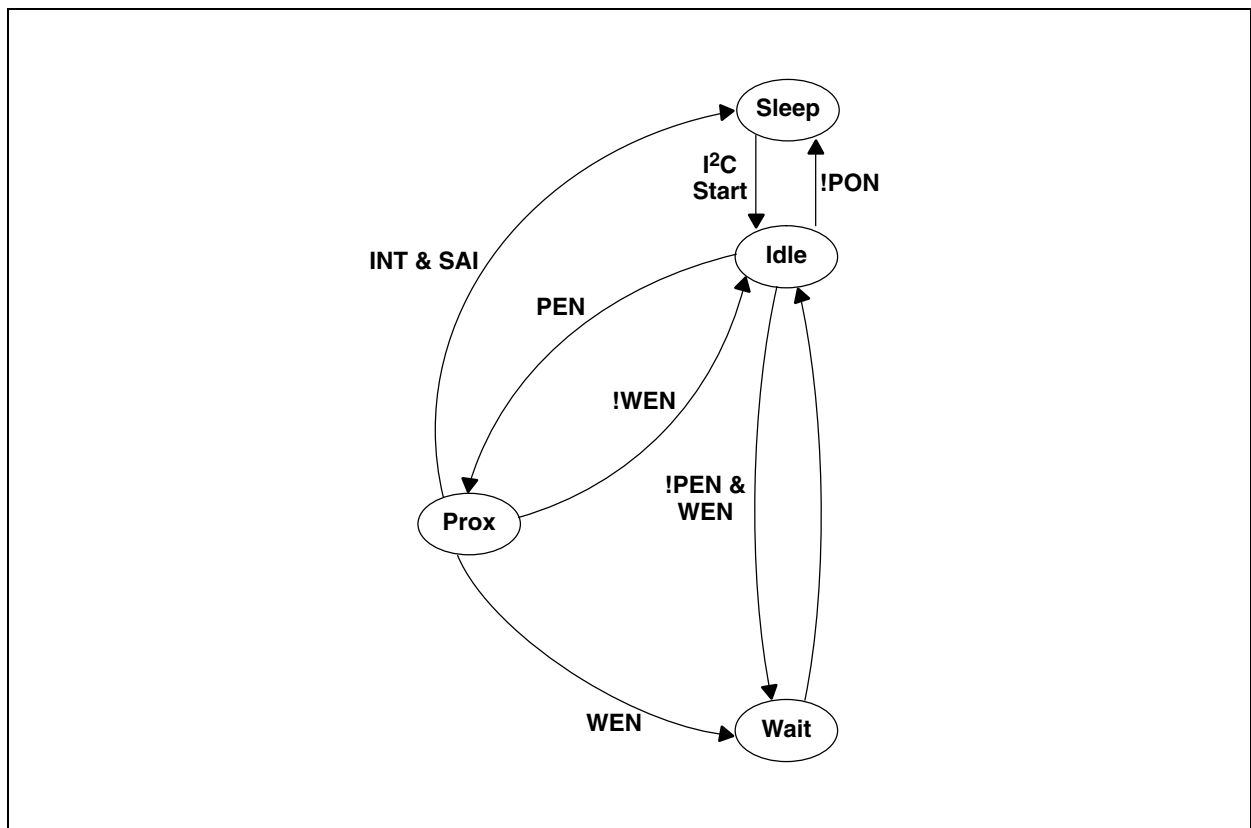 Sleep
I²C
Start
!PON
Idle
INT & SAI
PEN
!WEN
!PEN &
WEN
Prox
WEN
Wait